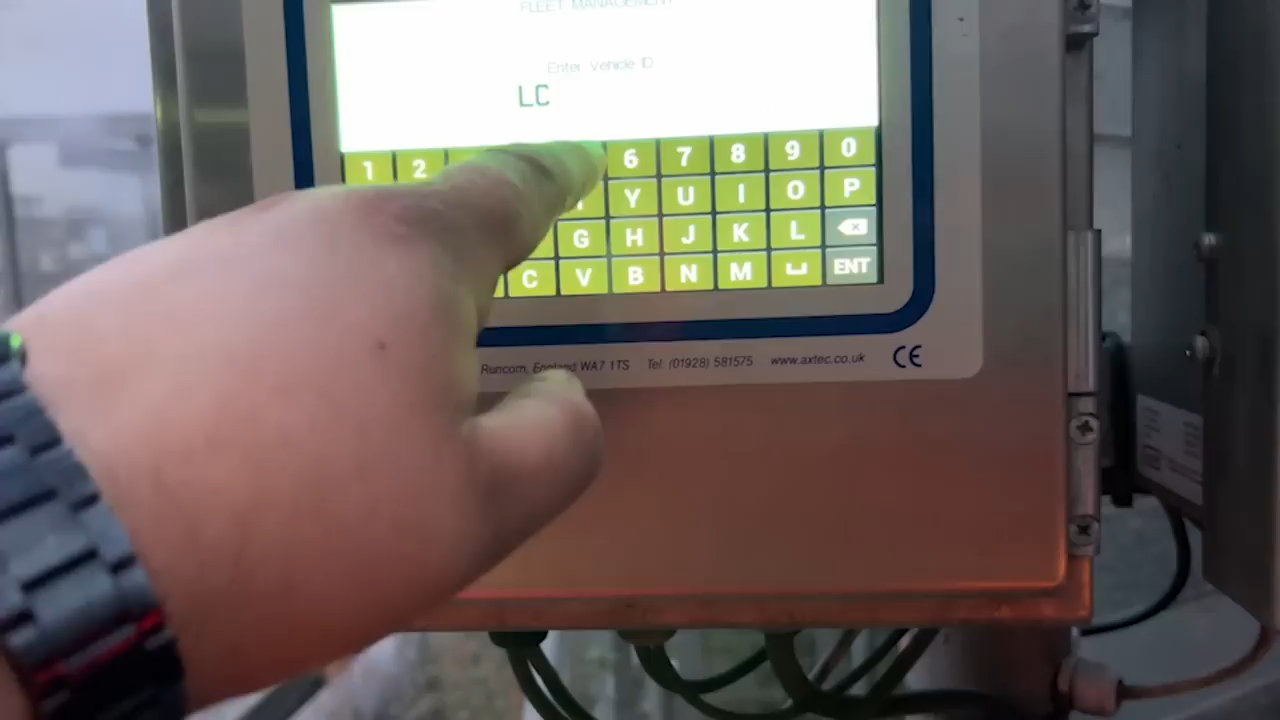 FLEET MANAGEMENT
Enter Vehicle ID
LC
1 2 6 7 8 9 0
Y U I O P
G H J K L
C V B N M ENT
Runcorn, England WA7 1TS Tel: (01928) 581575 www.axtec.co.uk CE